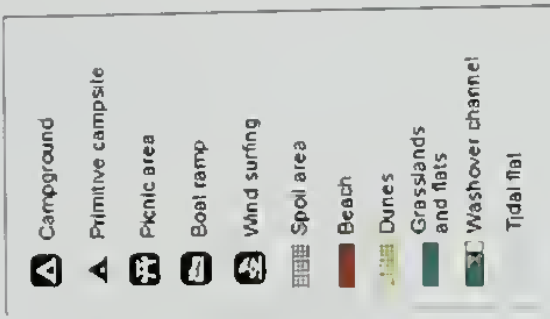 Campground
Primitive campsite
Picnic area
Boat ramp
Wind surfing
Spoil area
Beach
Dunes
Grasslands
and flats
Washover channel
Tidal flat